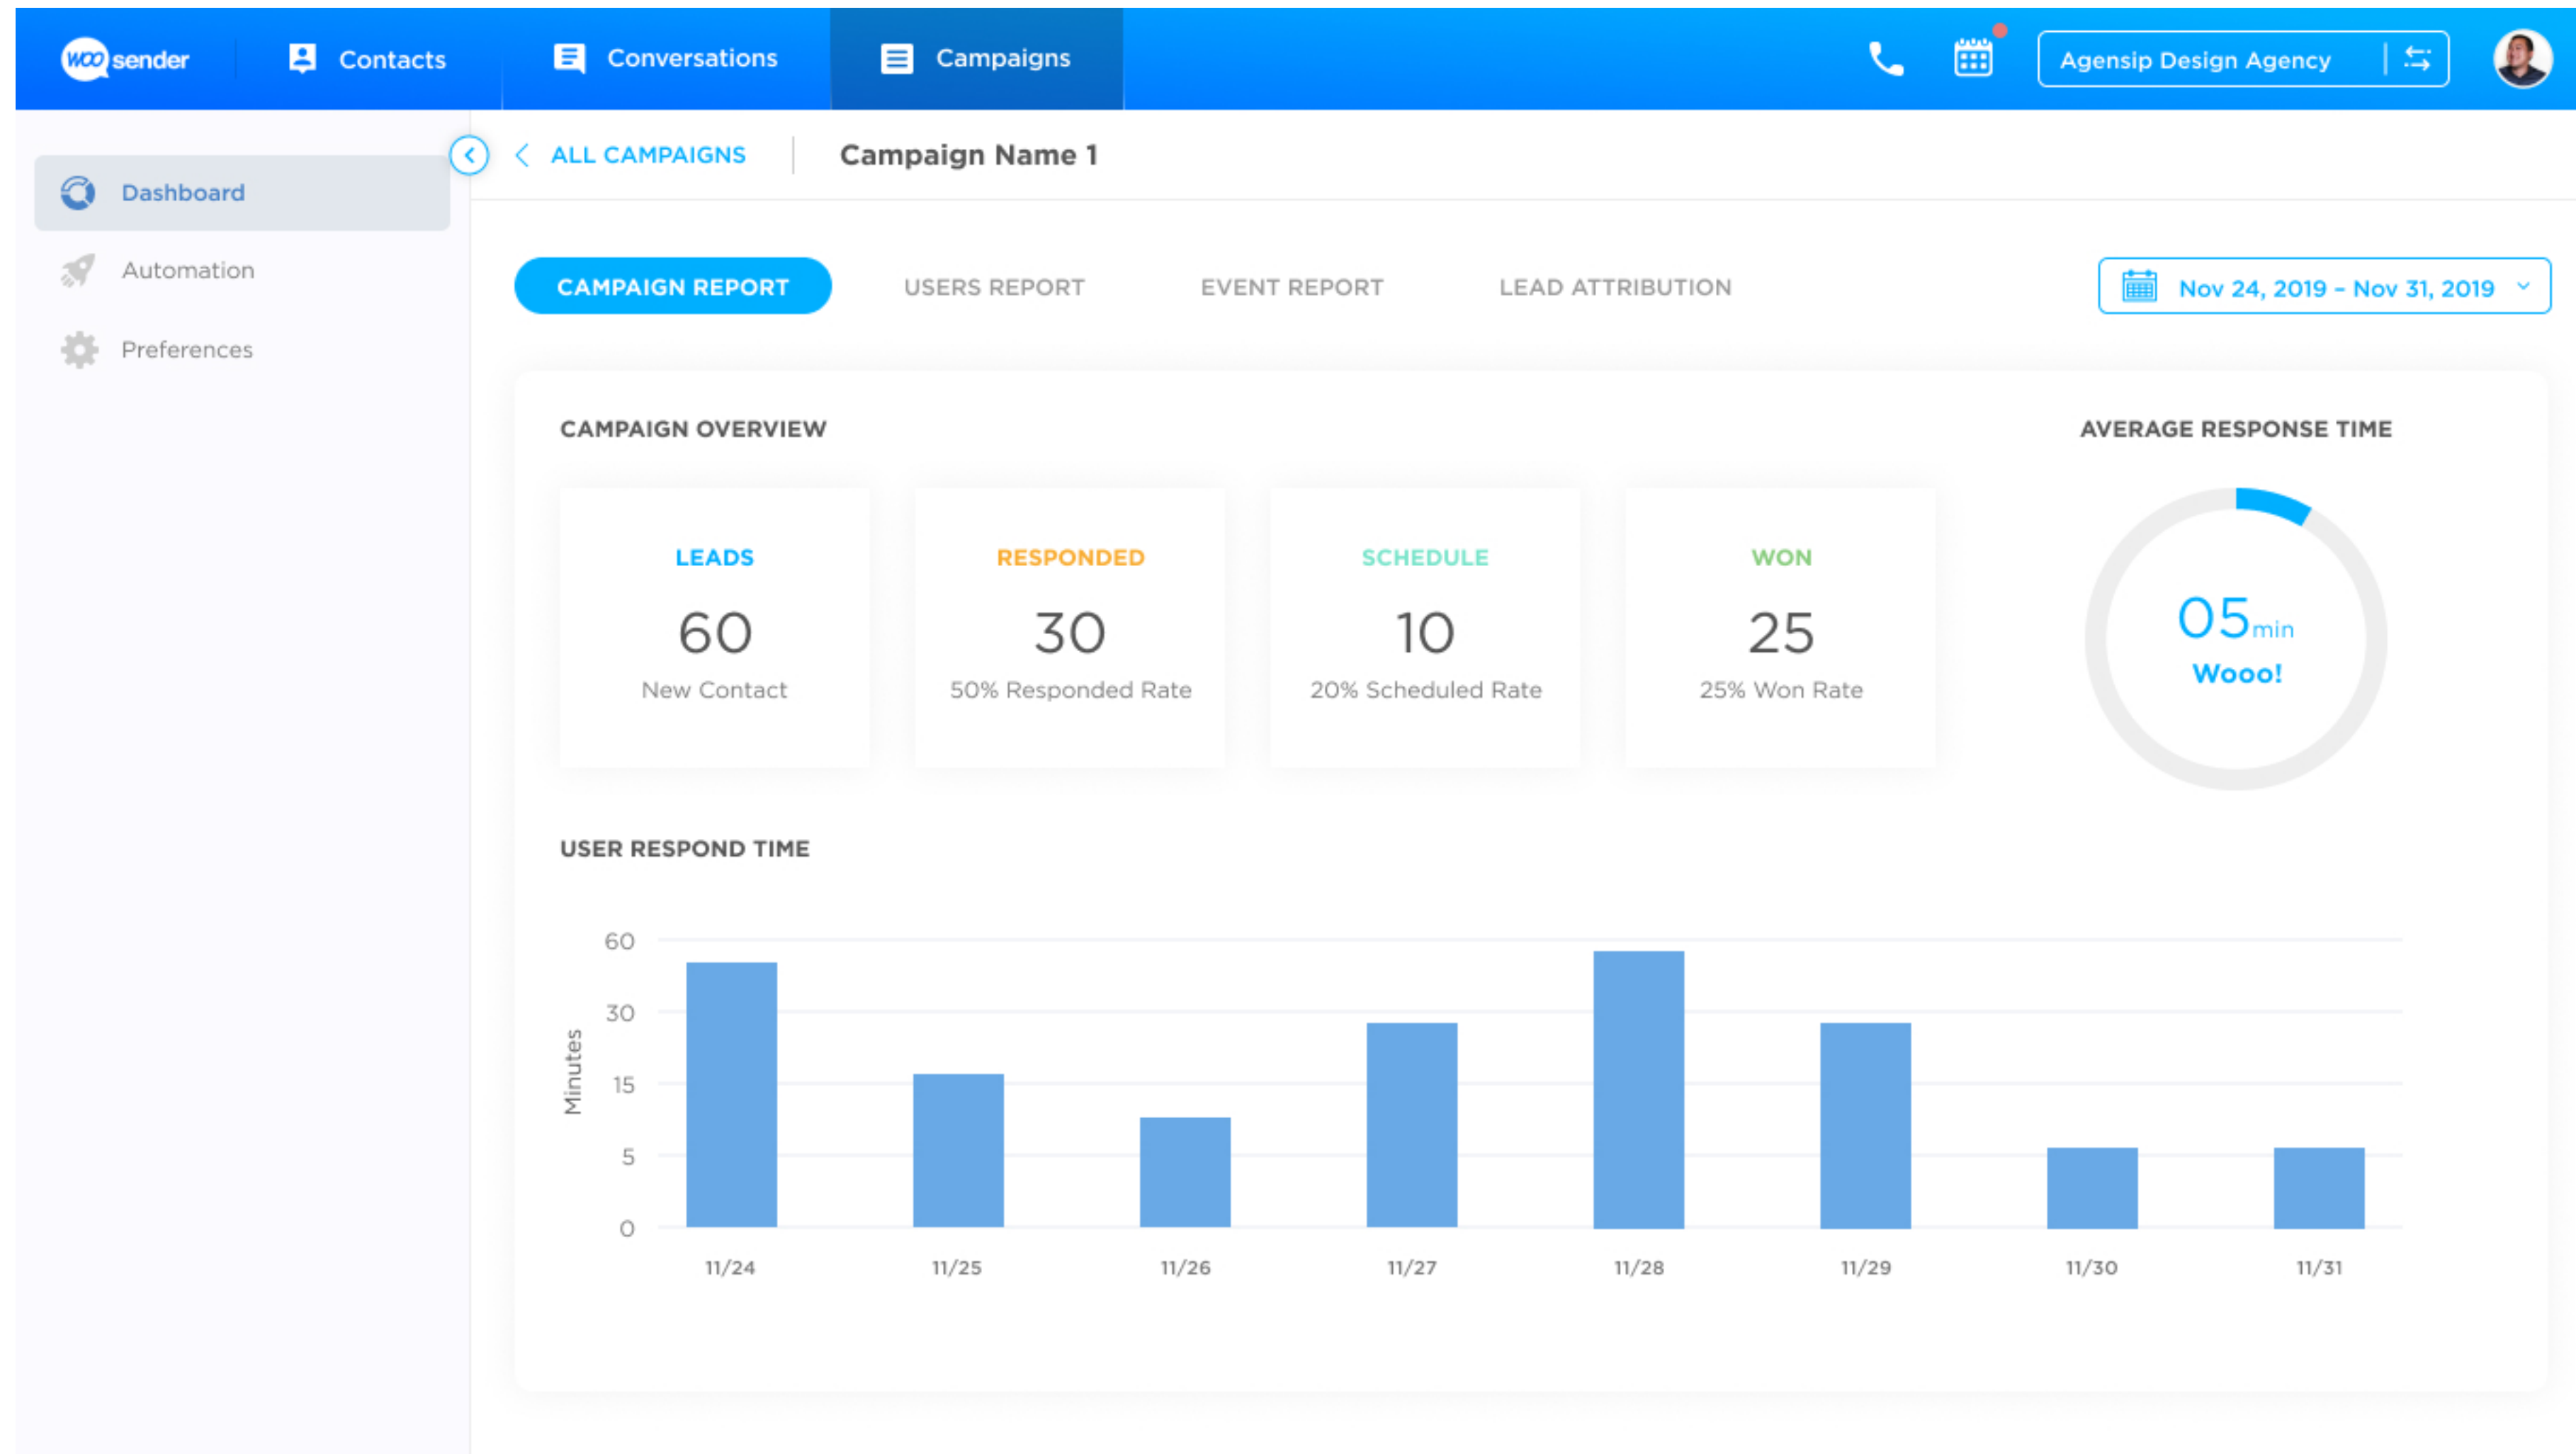 woo sender
Contacts
Conversations
Campaigns
Agensip Design Agency
ALL CAMPAIGNS
Campaign Name 1
Dashboard
Automation
Preferences
CAMPAIGN REPORT
USERS REPORT
EVENT REPORT
LEAD ATTRIBUTION
Nov 24, 2019 – Nov 31, 2019
CAMPAIGN OVERVIEW
LEADS
60
New Contact
RESPONDED
30
50% Responded Rate
SCHEDULE
10
20% Scheduled Rate
WON
25
25% Won Rate
AVERAGE RESPONSE TIME
05 min
Wooo!
USER RESPOND TIME
Minutes
60
30
15
5
0
11/24
11/25
11/26
11/27
11/28
11/29
11/30
11/31